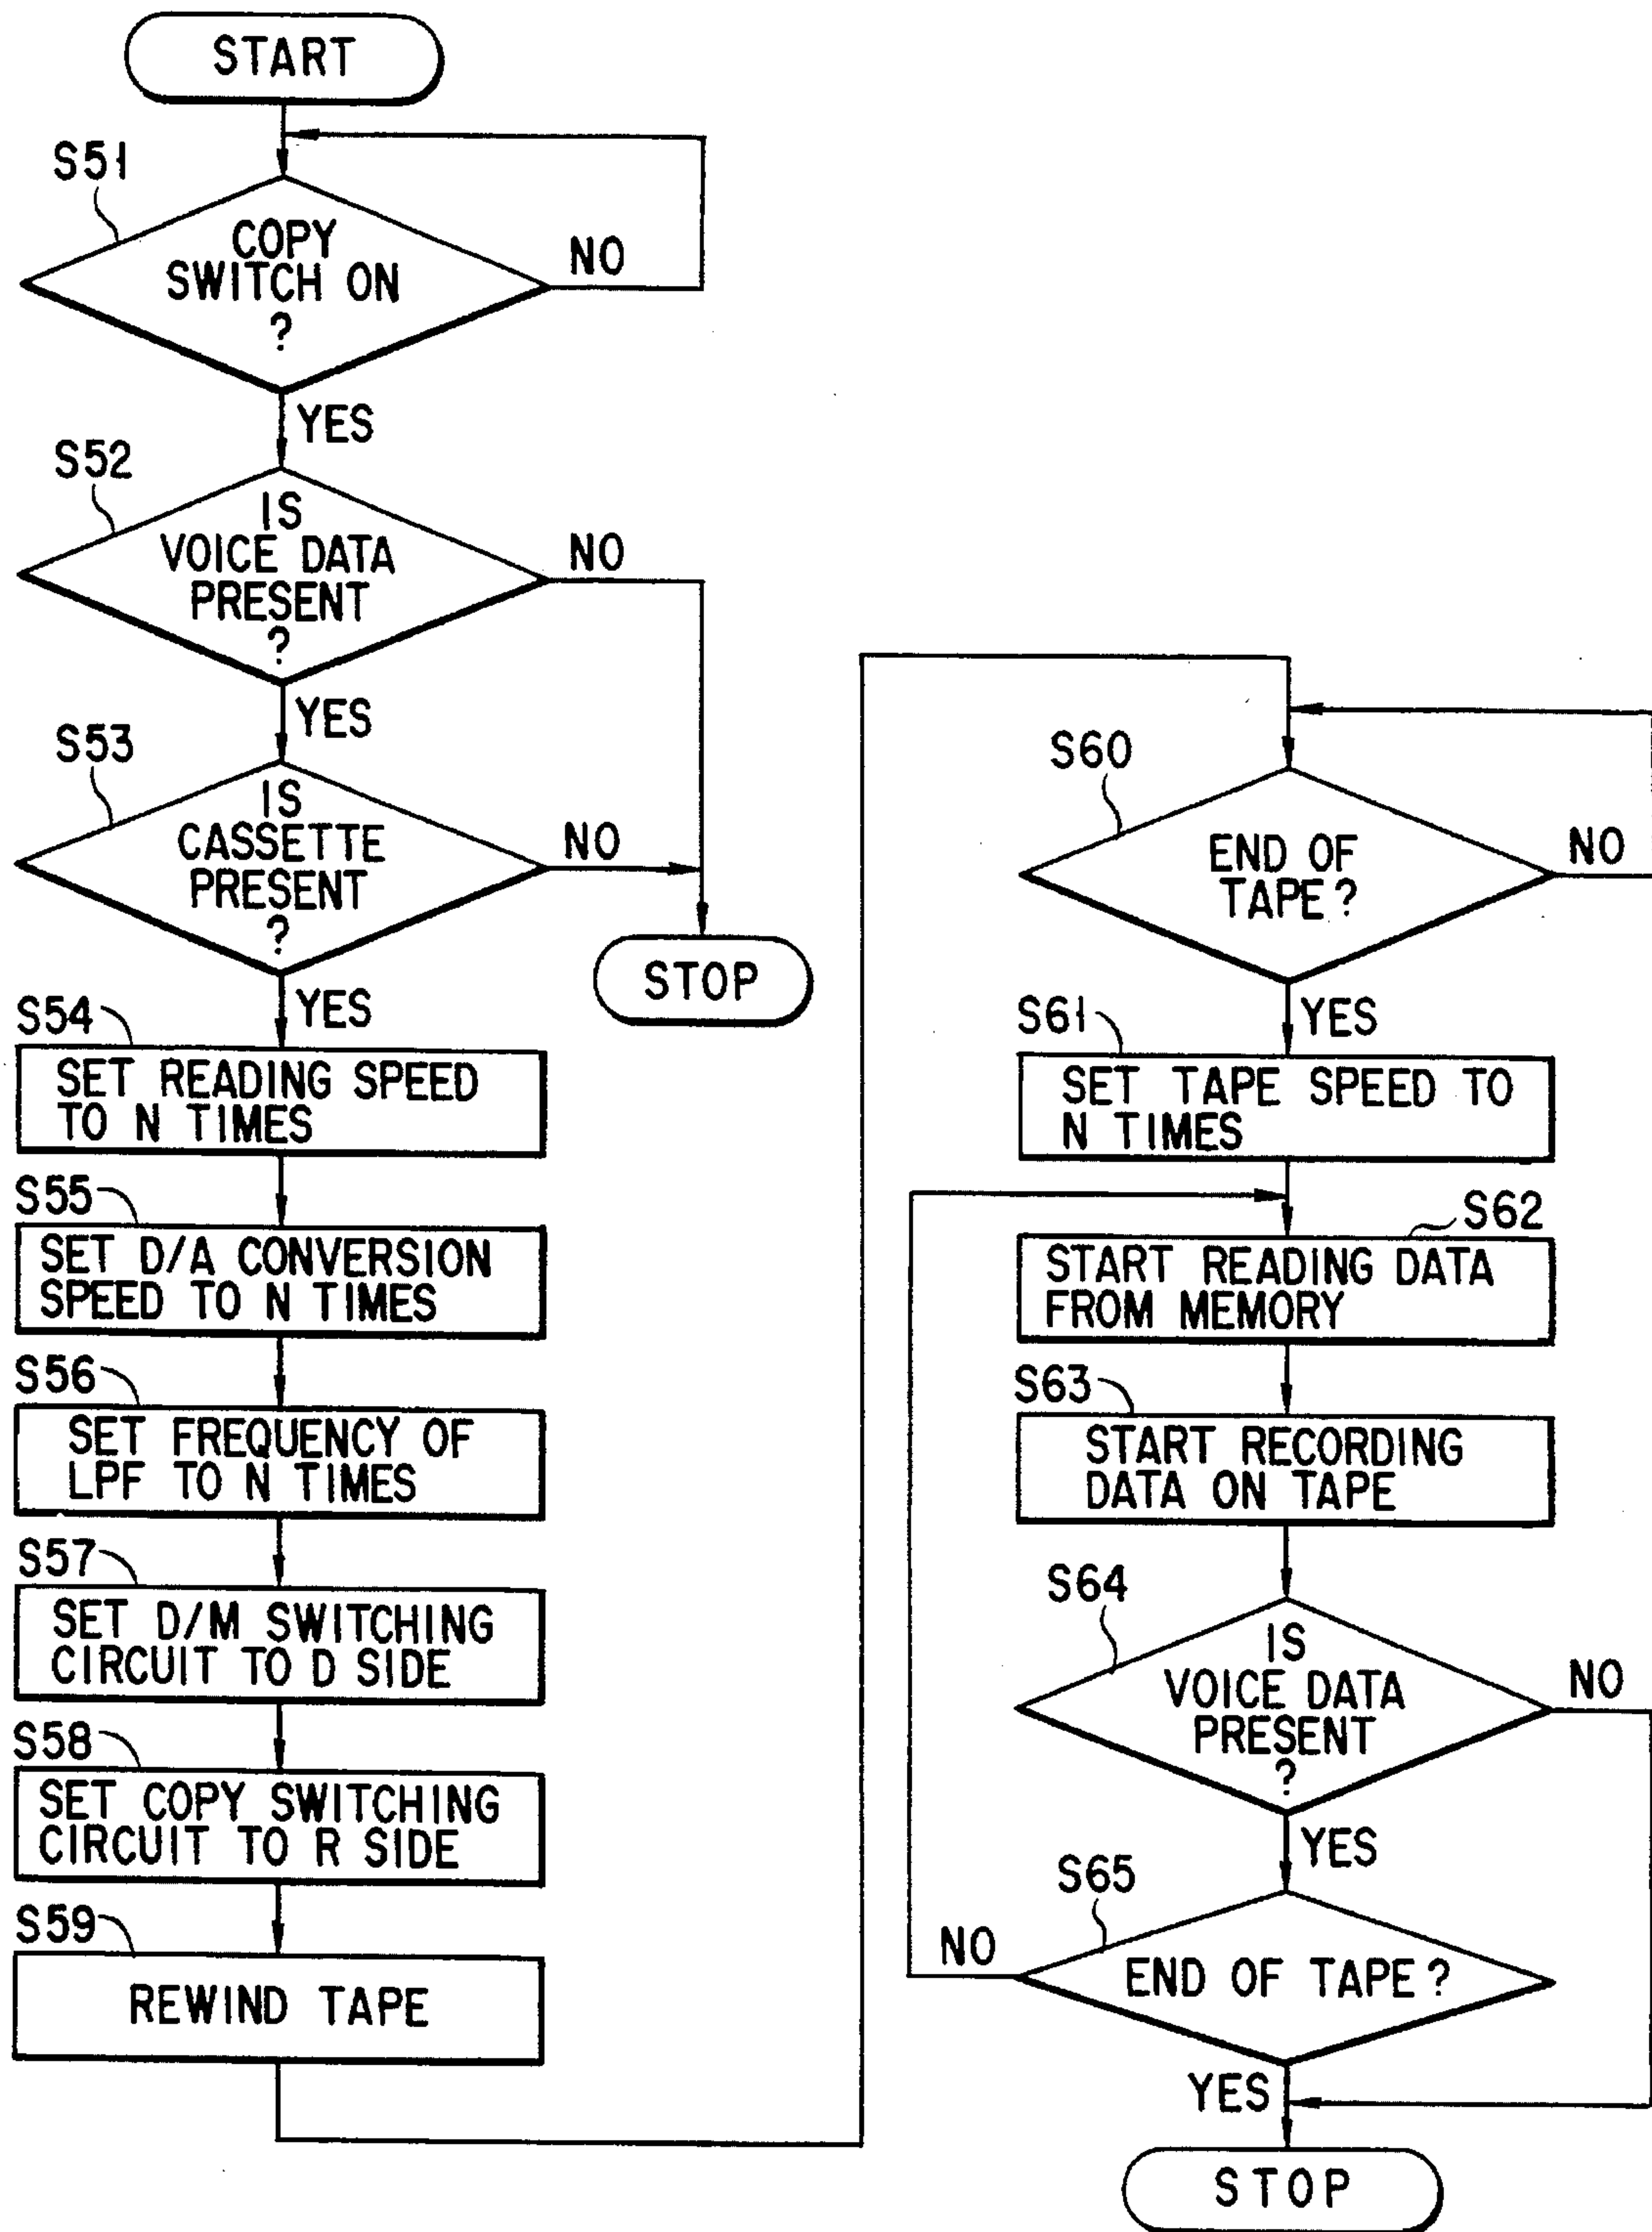 START
S51
COPY
SWITCH ON
?
NO
YES
S52
IS
VOICE DATA
PRESENT
?
NO
YES
S53
IS
CASSETTE
PRESENT
?
NO
STOP
YES
S54
SET READING SPEED
TO N TIMES
S55
SET D/A CONVERSION
SPEED TO N TIMES
S56
SET FREQUENCY OF
LPF TO N TIMES
S57
SET D/M SWITCHING
CIRCUIT TO D SIDE
S58
SET COPY SWITCHING
CIRCUIT TO R SIDE
S59
REWIND TAPE
S60
END OF
TAPE?
NO
YES
S61
SET TAPE SPEED TO
N TIMES
S62
START READING DATA
FROM MEMORY
S63
START RECORDING
DATA ON TAPE
S64
IS
VOICE DATA
PRESENT
?
NO
YES
S65
END OF TAPE?
NO
YES
STOP